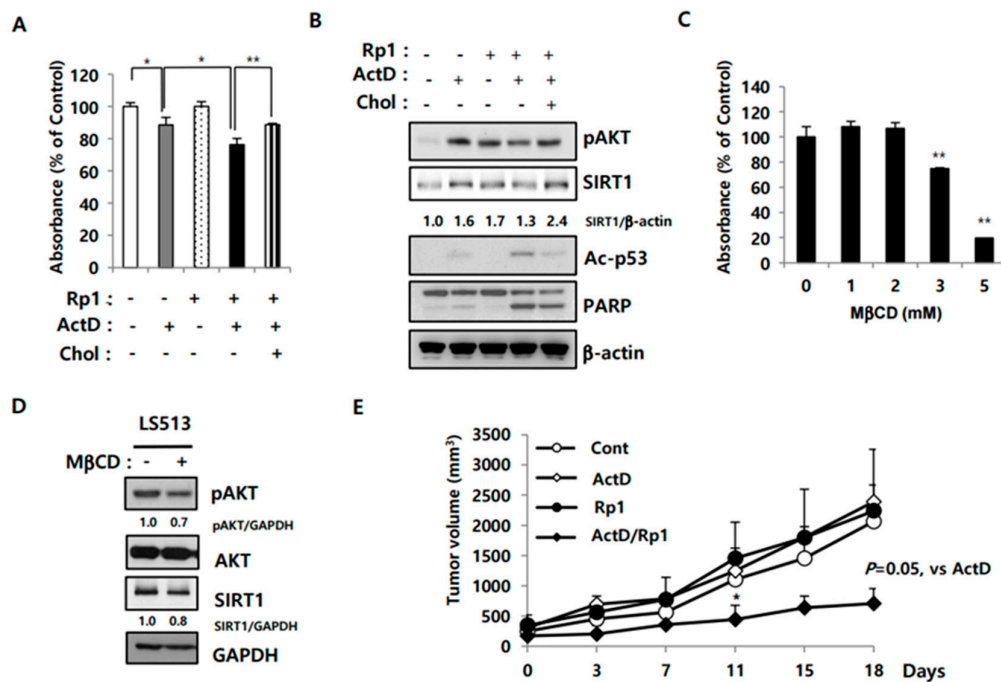 A
Absorbance (% of Control)
120
100
80
60
40
20
0
* * **
Rp1 : - - + + +
ActD : - + - + +
Chol : - - - - +
B
Rp1 : - - + + +
ActD : - + - + +
Chol : - - - - +
pAKT
SIRT1
1.0 1.6 1.7 1.3 2.4 SIRT1/β-actin
Ac-p53
PARP
β-actin
C
Absorbance (% of Control)
140
120
100
80
60
40
20
0
**
**
0 1 2 3 5
MβCD (mM)
D
LS513
MβCD : - +
pAKT
1.0 0.7 pAKT/GAPDH
AKT
SIRT1
1.0 0.8 SIRT1/GAPDH
GAPDH
E
Tumor volume (mm³)
3500
3000
2500
2000
1500
1000
500
0
Cont
ActD
Rp1
ActD/Rp1
*
P=0.05, vs ActD
0 3 7 11 15 18 Days